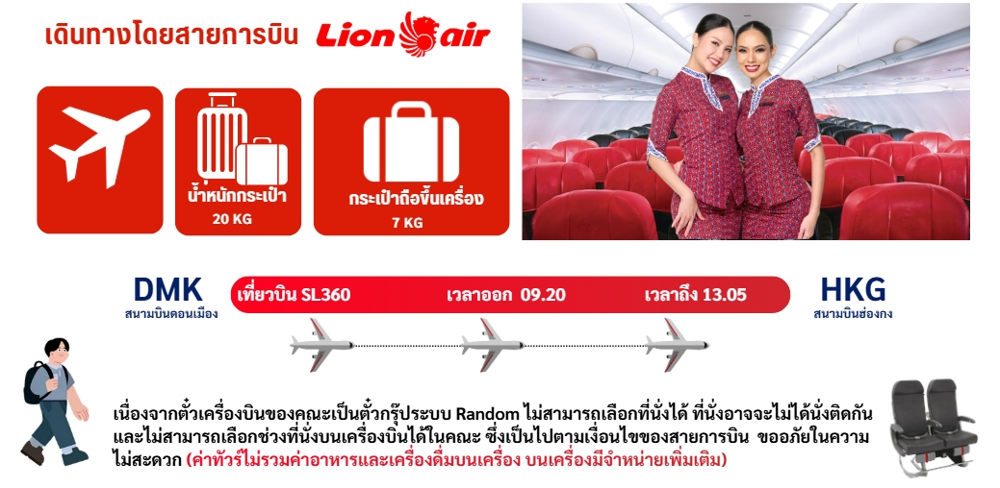 เดินทางโดยสายการบิน Lion air
น้ำหนักกระเป๋า
20 KG
กระเป๋าถือขึ้นเครื่อง
7 KG
DMK
สนามบินดอนเมือง
เที่ยวบิน SL360 เวลาออก 09.20 เวลาถึง 13.05
HKG
สนามบินฮ่องกง
เนื่องจากตั๋วเครื่องบินของคณะเป็นตั๋วกรุ๊ประบบ Random ไม่สามารถเลือกที่นั่งได้ ที่นั่งอาจจะไม่ได้นั่งติดกัน
และไม่สามารถเลือกช่วงที่นั่งบนเครื่องบินได้ในคณะ ซึ่งเป็นไปตามเงื่อนไขของสายการบิน ขออภัยในความ
ไม่สะดวก (ค่าทัวร์ไม่รวมค่าอาหารและเครื่องดื่มบนเครื่อง บนเครื่องมีจำหน่ายเพิ่มเติม)